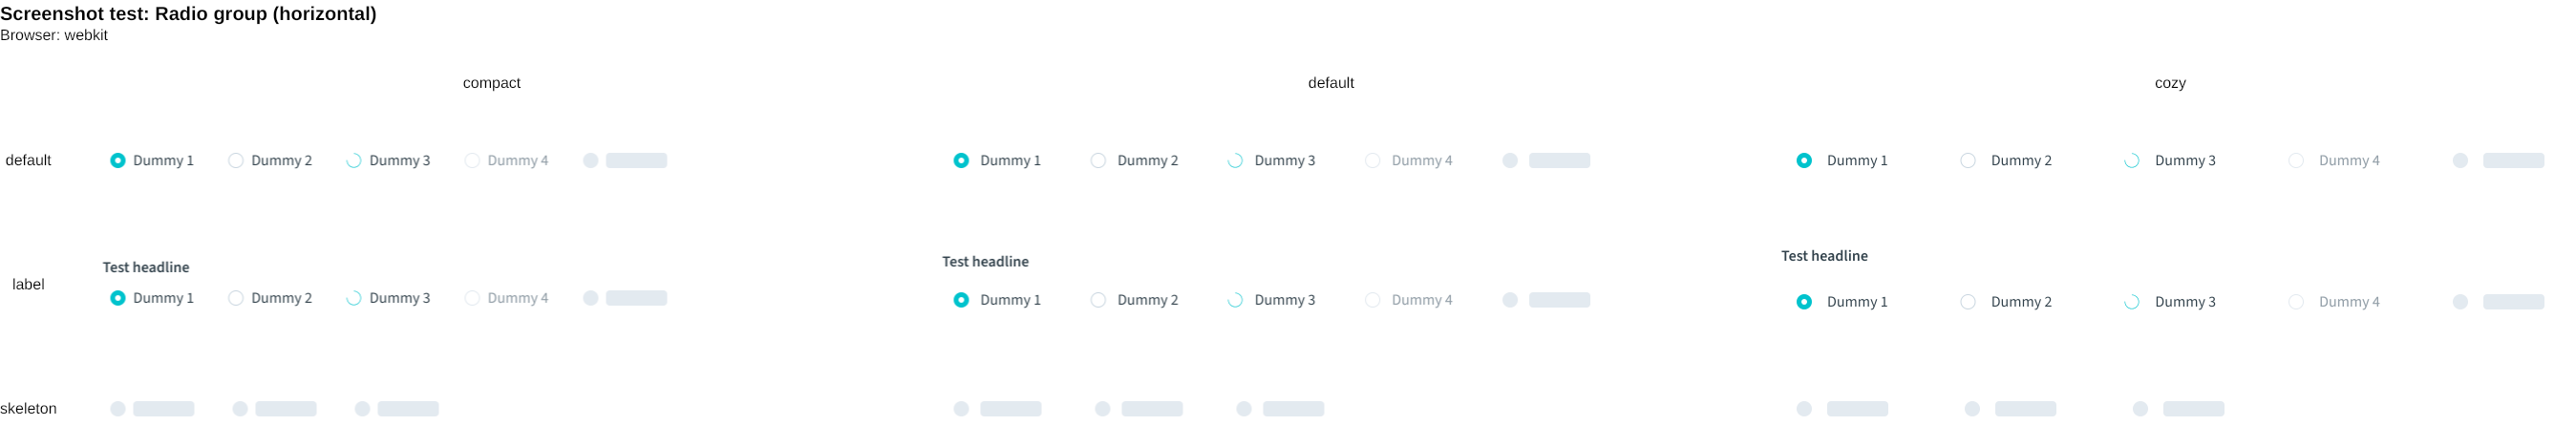 Screenshot test: Radio group (horizontal)
Browser: webkit
compact default cozy
default Dummy 1 Dummy 2 Dummy 3 Dummy 4 Dummy 1 Dummy 2 Dummy 3 Dummy 4 Dummy 1 Dummy 2 Dummy 3 Dummy 4
Test headline Test headline Test headline
label
Dummy 1 Dummy 2 Dummy 3 Dummy 4 Dummy 1 Dummy 2 Dummy 3 Dummy 4 Dummy 1 Dummy 2 Dummy 3 Dummy 4
skeleton